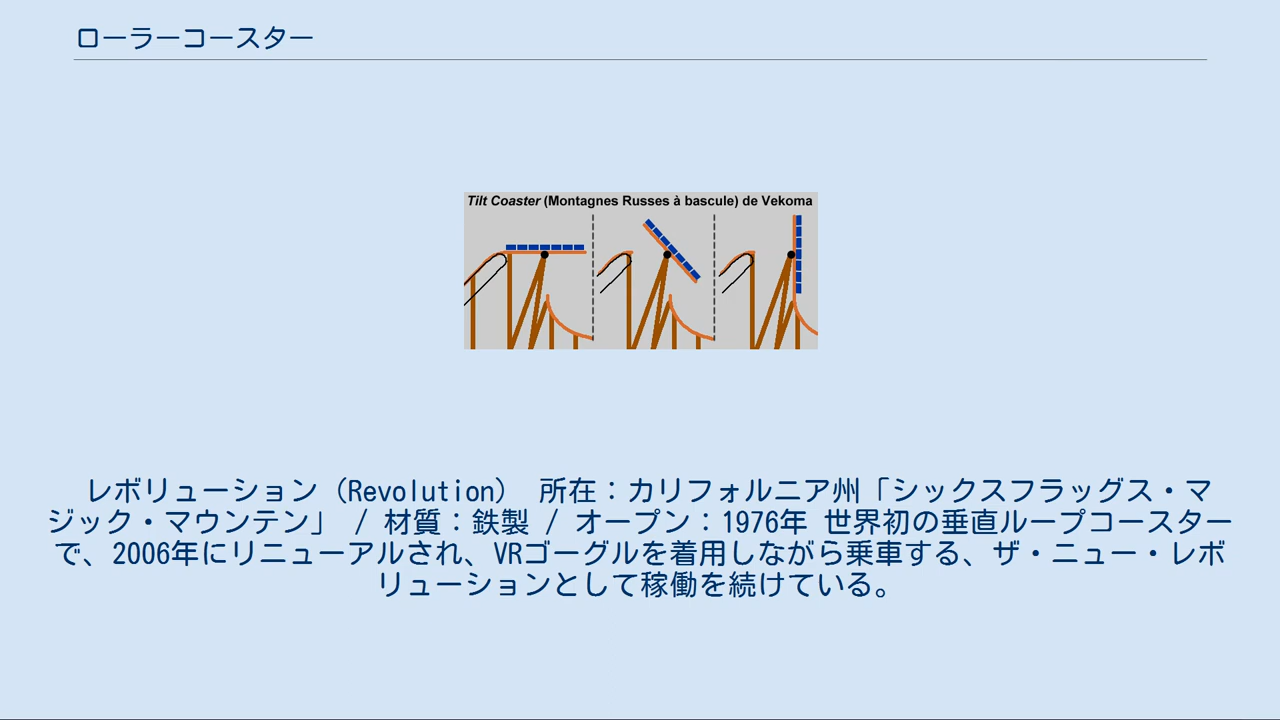 ローラーコースター
Tilt Coaster (Montagnes Russes à bascule) de Vekoma
レボリューション（Revolution） 所在：カリフォルニア州「シックスフラッグス・マ
ジック・マウンテン」 / 材質：鉄製 / オープン：1976年 世界初の垂直ループコースター
で、2006年にリニューアルされ、VRゴーグルを着用しながら乗車する、ザ・ニュー・レボ
リューションとして稼働を続けている。